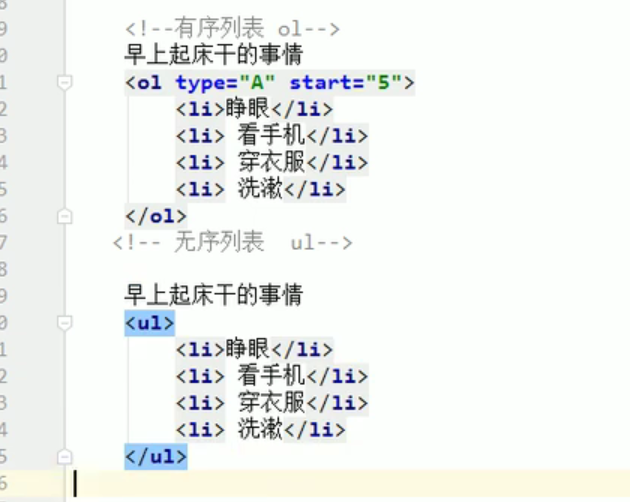 9 <!--有序列表 ol-->
0 早上起床干的事情
1 <ol type="A" start="5">
2 <li>睁眼</li>
3 <li> 看手机</li>
4 <li> 穿衣服</li>
5 <li> 洗漱</li>
6 </ol>
7 <!-- 无序列表  ul-->
8
9 早上起床干的事情
0 <ul>
1 <li>睁眼</li>
2 <li> 看手机</li>
3 <li> 穿衣服</li>
4 <li> 洗漱</li>
5 </ul>
6